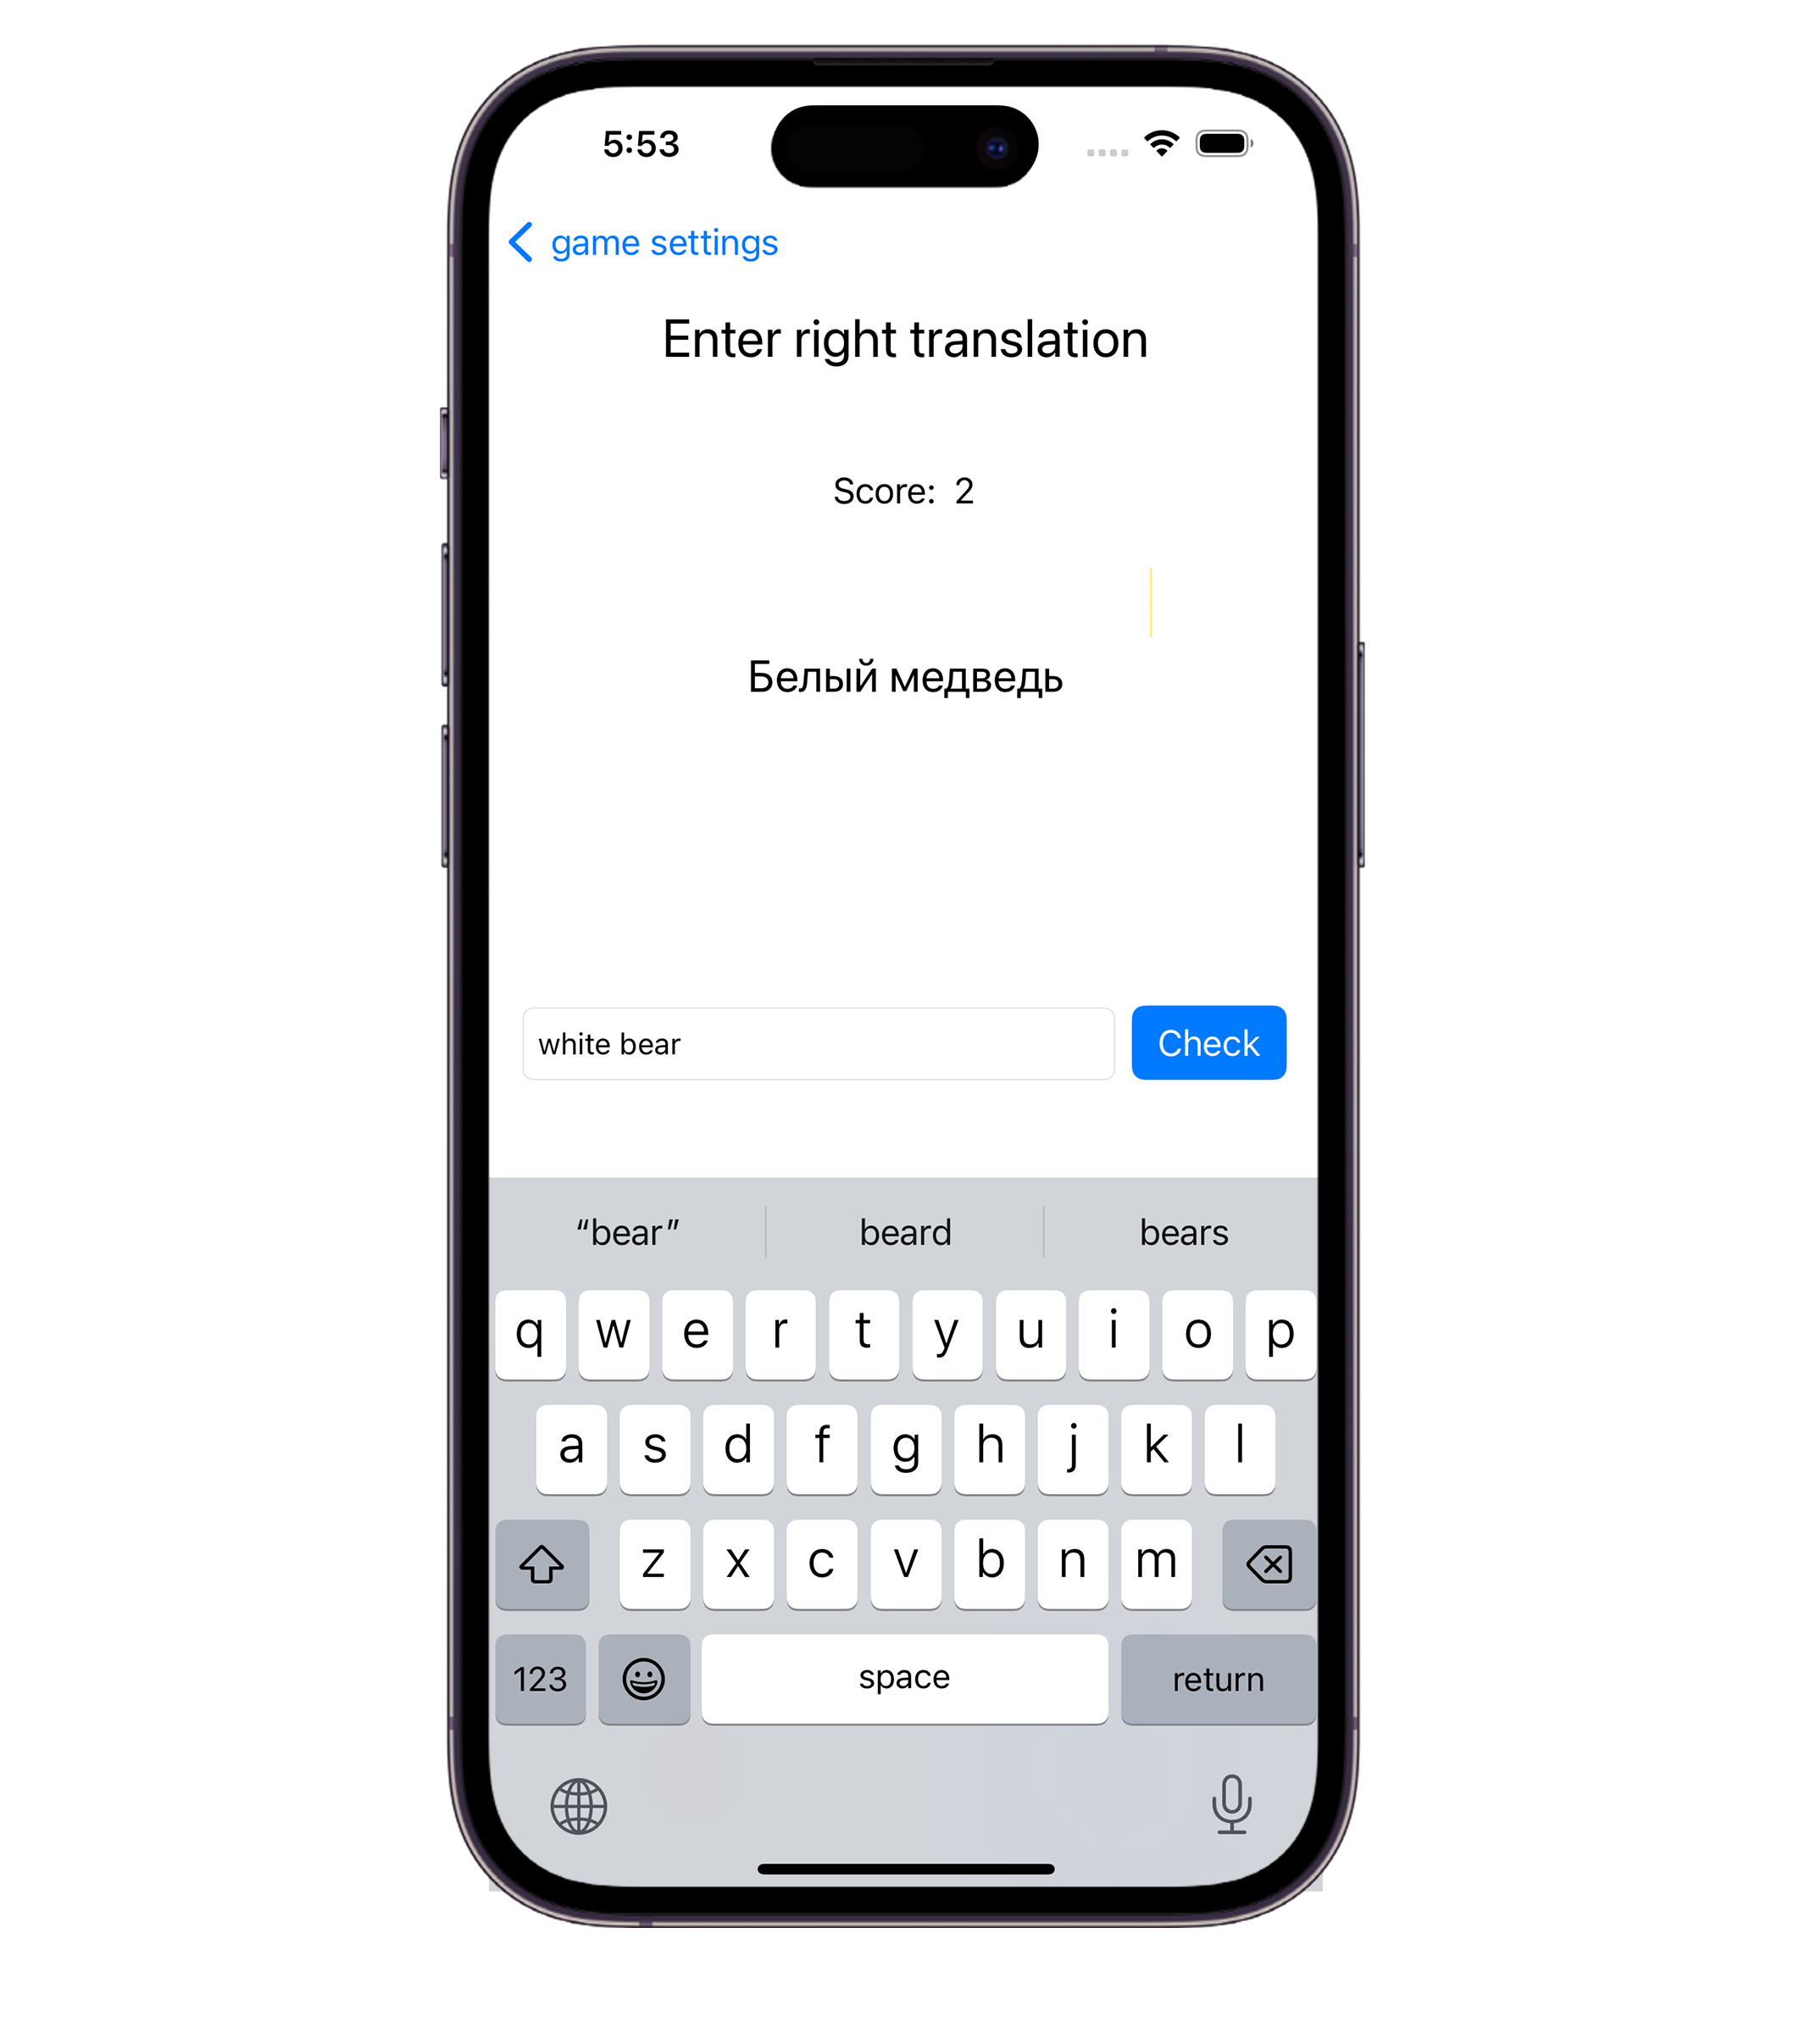 5:53
game settings
Enter right translation
Score: 2
Белый медведь
white bear
Check
“bear”
beard
bears
q w e r t y u i o p
a s d f g h j k l
z x c v b n m
123
space
return